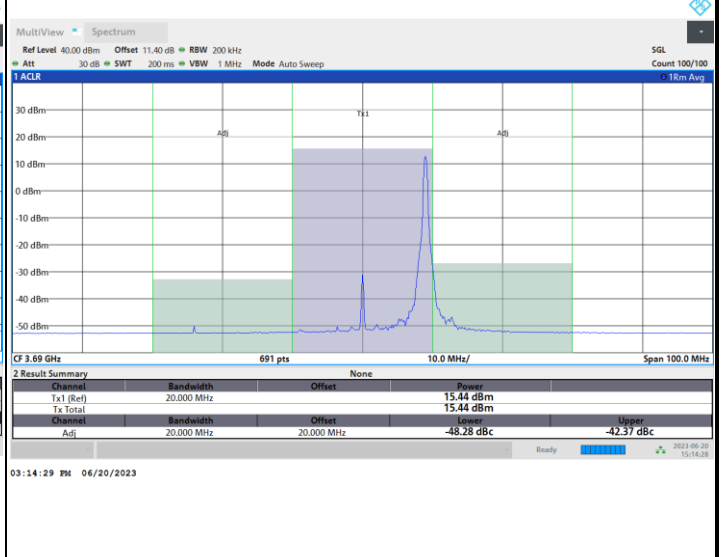 MultiView Spectrum
Ref Level 40.00 dBm Offset 11.40 dB RBW 200 kHz SGL
Att 30 dB SWT 200 ms VBW 1 MHz Mode Auto Sweep Count 100/100
1 ACLR 1Rm Avg
30 dBm
Tx1
20 dBm
Adj Adj
10 dBm
0 dBm
-10 dBm
-20 dBm
-30 dBm
-40 dBm
-50 dBm
CF 3.69 GHz 691 pts 10.0 MHz/ Span 100.0 MHz
2 Result Summary None
Channel Bandwidth Offset Power
Tx1 (Ref) 20.000 MHz 15.44 dBm
Tx Total 15.44 dBm
Channel Bandwidth Offset Lower Upper
Adj 20.000 MHz 20.000 MHz -48.28 dBc -42.37 dBc
Ready 2023-06-20
15:14:28
03:14:29 PM 06/20/2023